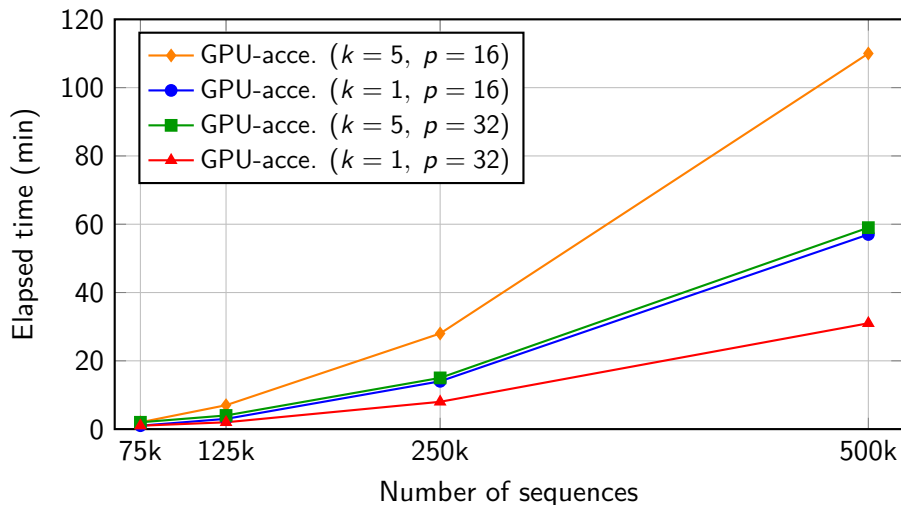 120
100
80
60
40
20
0
Elapsed time (min)
GPU-acce. (k = 5, p = 16)
GPU-acce. (k = 1, p = 16)
GPU-acce. (k = 5, p = 32)
GPU-acce. (k = 1, p = 32)
75k 125k 250k 500k
Number of sequences